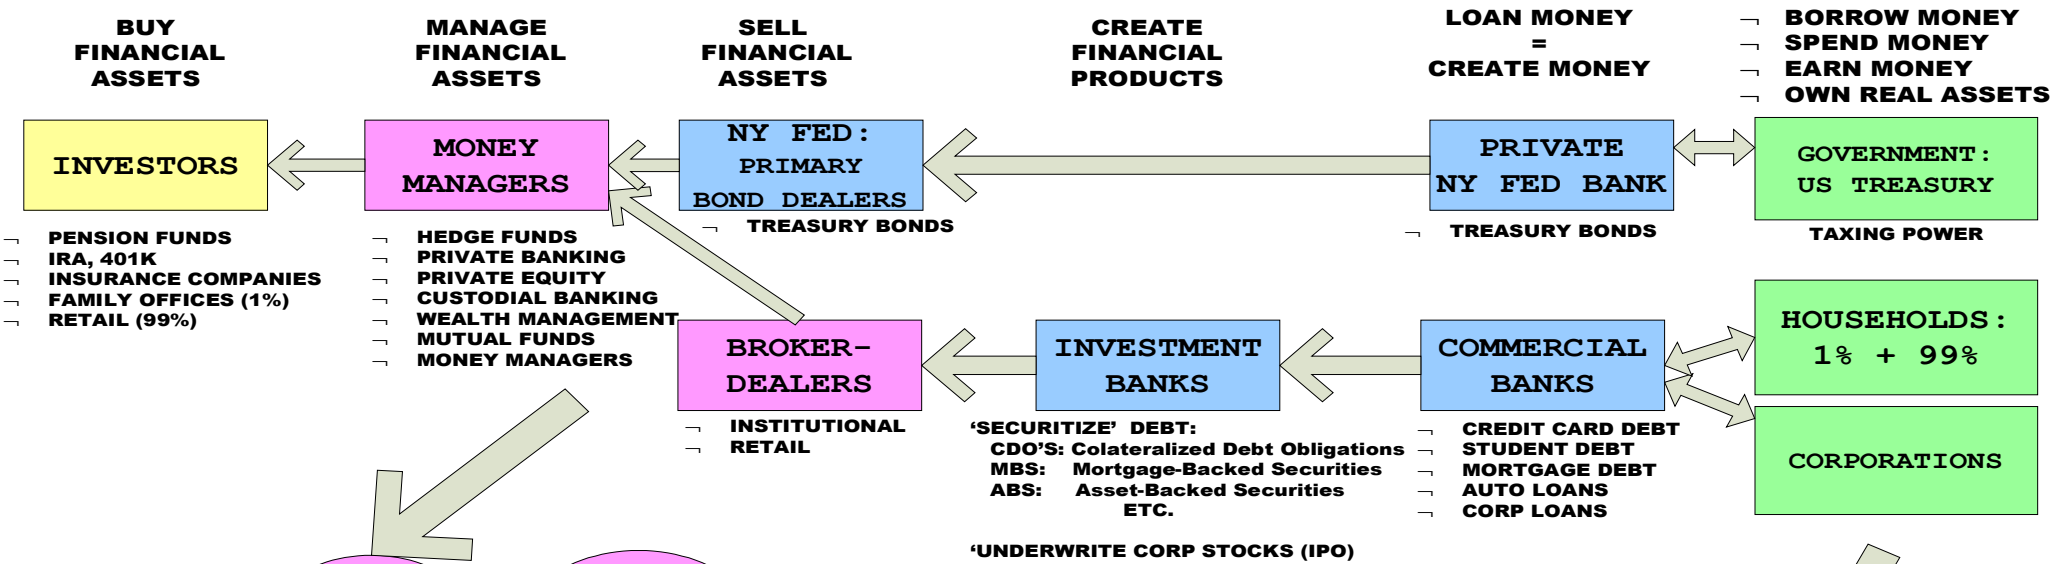 BUY
FINANCIAL
ASSETS
MANAGE
FINANCIAL
ASSETS
SELL
FINANCIAL
ASSETS
CREATE
FINANCIAL
PRODUCTS
LOAN MONEY
=
CREATE MONEY
¬ BORROW MONEY
¬ SPEND MONEY
¬ EARN MONEY
¬ OWN REAL ASSETS
INVESTORS
MONEY
MANAGERS
NY FED:
PRIMARY
BOND DEALERS
PRIVATE
NY FED BANK
GOVERNMENT:
US TREASURY
¬ PENSION FUNDS
¬ IRA, 401K
¬ INSURANCE COMPANIES
¬ FAMILY OFFICES (1%)
¬ RETAIL (99%)
¬ HEDGE FUNDS
¬ PRIVATE BANKING
¬ PRIVATE EQUITY
¬ CUSTODIAL BANKING
¬ WEALTH MANAGEMENT
¬ MUTUAL FUNDS
¬ MONEY MANAGERS
¬ TREASURY BONDS
¬ TREASURY BONDS
TAXING POWER
BROKER-
DEALERS
INVESTMENT
BANKS
COMMERCIAL
BANKS
HOUSEHOLDS:
1% + 99%
CORPORATIONS
¬ INSTITUTIONAL
¬ RETAIL
‘SECURITIZE’ DEBT:
CDO’S: Colateralized Debt Obligations
MBS: Mortgage-Backed Securities
ABS: Asset-Backed Securities
ETC.
‘UNDERWRITE CORP STOCKS (IPO)
¬ CREDIT CARD DEBT
¬ STUDENT DEBT
¬ MORTGAGE DEBT
¬ AUTO LOANS
¬ CORP LOANS